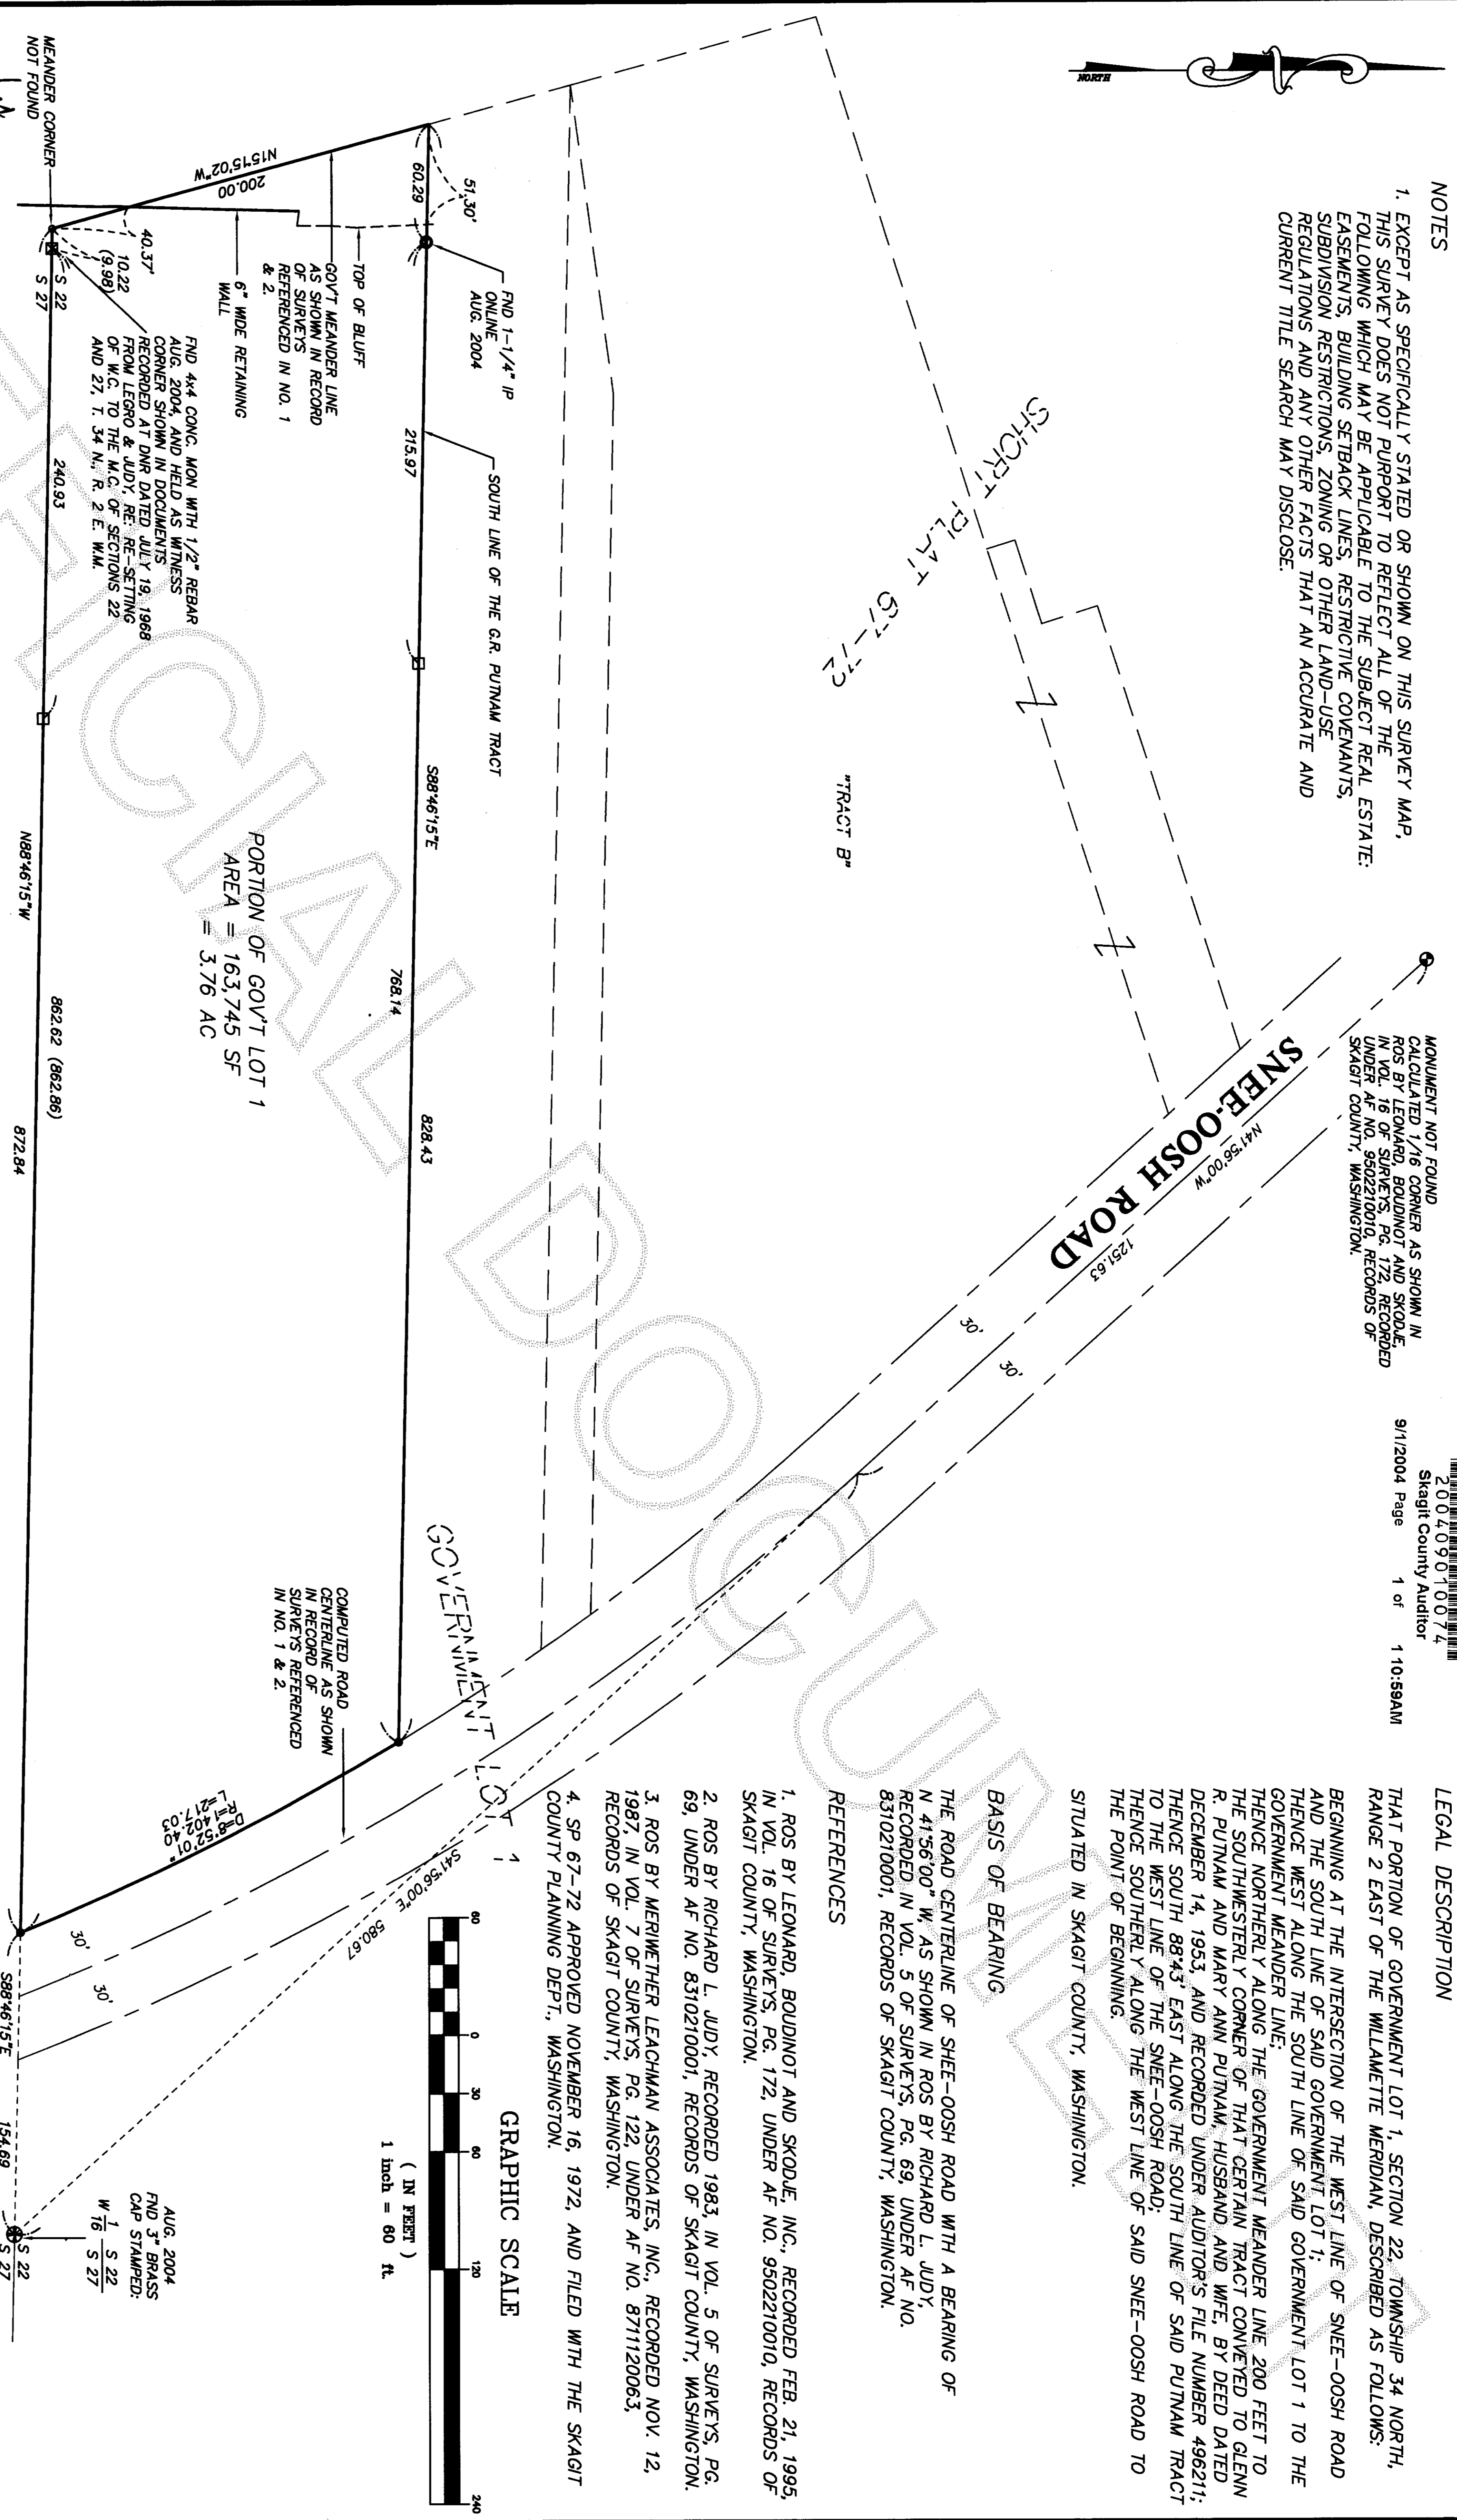 NORTH
NOTES
1. EXCEPT AS SPECIFICALLY STATED OR SHOWN ON THIS SURVEY MAP,
THIS SURVEY DOES NOT PURPORT TO REFLECT ALL OF THE
FOLLOWING WHICH MAY BE APPLICABLE TO THE SUBJECT REAL ESTATE:
EASEMENTS, BUILDING SETBACK LINES, RESTRICTIVE COVENANTS,
SUBDIVISION RESTRICTIONS, ZONING OR OTHER LAND-USE
REGULATIONS AND ANY OTHER FACTS THAT AN ACCURATE AND
CURRENT TITLE SEARCH MAY DISCLOSE.
MONUMENT NOT FOUND
CALCULATED 1/16 CORNER AS SHOWN IN
ROS BY LEONARD, BOUDINOT AND SKODJE,
IN VOL. 16 OF SURVEYS, PG. 172, RECORDED
UNDER AF NO. 9502210010, RECORDS OF
SKAGIT COUNTY, WASHINGTON.
200409010074
Skagit County Auditor
9/1/2004 Page 1 of 1 10:59AM
LEGAL DESCRIPTION
THAT PORTION OF GOVERNMENT LOT 1, SECTION 22, TOWNSHIP 34 NORTH,
RANGE 2 EAST OF THE WILLAMETTE MERIDIAN, DESCRIBED AS FOLLOWS:
BEGINNING AT THE INTERSECTION OF THE WEST LINE OF SNEE-OOSH ROAD
AND THE SOUTH LINE OF SAID GOVERNMENT LOT 1;
THENCE WEST ALONG THE SOUTH LINE OF SAID GOVERNMENT LOT 1 TO THE
GOVERNMENT MEANDER LINE;
THENCE NORTHERLY ALONG THE GOVERNMENT MEANDER LINE 200 FEET TO
THE SOUTHWESTERLY CORNER OF THAT CERTAIN TRACT CONVEYED TO GLENN
R. PUTNAM AND MARY ANN PUTNAM, HUSBAND AND WIFE, BY DEED DATED
DECEMBER 14, 1953, AND RECORDED UNDER AUDITOR'S FILE NUMBER 496211;
THENCE SOUTH 88°43' EAST ALONG THE SOUTH LINE OF SAID PUTNAM TRACT
TO THE WEST LINE OF THE SNEE-OOSH ROAD;
THENCE SOUTHERLY ALONG THE WEST LINE OF SAID SNEE-OOSH ROAD TO
THE POINT OF BEGINNING.
SITUATED IN SKAGIT COUNTY, WASHINGTON.
BASIS OF BEARING
THE ROAD CENTERLINE OF SHEE-OOSH ROAD WITH A BEARING OF
N 41°56'00" W, AS SHOWN IN ROS BY RICHARD L. JUDY,
RECORDED IN VOL. 5 OF SURVEYS, PG. 69, UNDER AF NO.
8310210001, RECORDS OF SKAGIT COUNTY, WASHINGTON.
REFERENCES
1. ROS BY LEONARD, BOUDINOT AND SKODJE, INC., RECORDED FEB. 21, 1995,
IN VOL. 16 OF SURVEYS, PG. 172, UNDER AF NO. 9502210010, RECORDS OF
SKAGIT COUNTY, WASHINGTON.
2. ROS BY RICHARD L. JUDY, RECORDED 1983, IN VOL. 5 OF SURVEYS, PG.
69, UNDER AF NO. 8310210001, RECORDS OF SKAGIT COUNTY, WASHINGTON.
3. ROS BY MERIWETHER LEACHMAN ASSOCIATES, INC., RECORDED NOV. 12,
1987, IN VOL. 7 OF SURVEYS, PG. 122, UNDER AF NO. 8711120063,
RECORDS OF SKAGIT COUNTY, WASHINGTON.
4. SP 67-72 APPROVED NOVEMBER 16, 1972, AND FILED WITH THE SKAGIT
COUNTY PLANNING DEPT., WASHINGTON.
GRAPHIC SCALE
60 0 30 60 120 240
( IN FEET )
1 inch = 60 ft.
SHORT PLAT 67-72
"TRACT B"
SNEE-OOSH ROAD
N41°56'00"W
1251.63
30'
30'
GOVERNMENT LOT 1
51.30'
60.29
FND 1-1/4" IP
ONLINE
AUG. 2004
215.97
SOUTH LINE OF THE G.R. PUTNAM TRACT
S88°46'15"E
768.14
828.43
TOP OF BLUFF
GOV'T MEANDER LINE
AS SHOWN IN RECORD
OF SURVEYS
REFERENCED IN NO. 1
& 2.
6" WIDE RETAINING
WALL
N15°15'02"W
200.00
40.37'
10.22
(9.98)
MEANDER CORNER
NOT FOUND
S 22
S 27
FND 4x4 CONC. MON WITH 1/2" REBAR
AUG. 2004, AND HELD AS WITNESS
CORNER SHOWN IN DOCUMENTS
RECORDED AT DNR DATED JULY 19, 1968
FROM LEGRO & JUDY, RE: RE-SETTING
OF W.C. TO THE M.C. OF SECTIONS 22
AND 27, T. 34 N., R. 2 E. W.M.
240.93
N88°46'15"W
862.62 (862.86)
872.84
PORTION OF GOV'T LOT 1
AREA = 163,745 SF
= 3.76 AC
COMPUTED ROAD
CENTERLINE AS SHOWN
IN RECORD OF
SURVEYS REFERENCED
IN NO. 1 & 2.
D=8°52'01"
R=1402.40
L=217.03
S41°56'00"E
580.67
30'
30'
S88°46'15"E
154.69
AUG. 2004
FND 3" BRASS
CAP STAMPED:
W 1/16 S 22
S 27
S 22
S 27
DOCUMENT